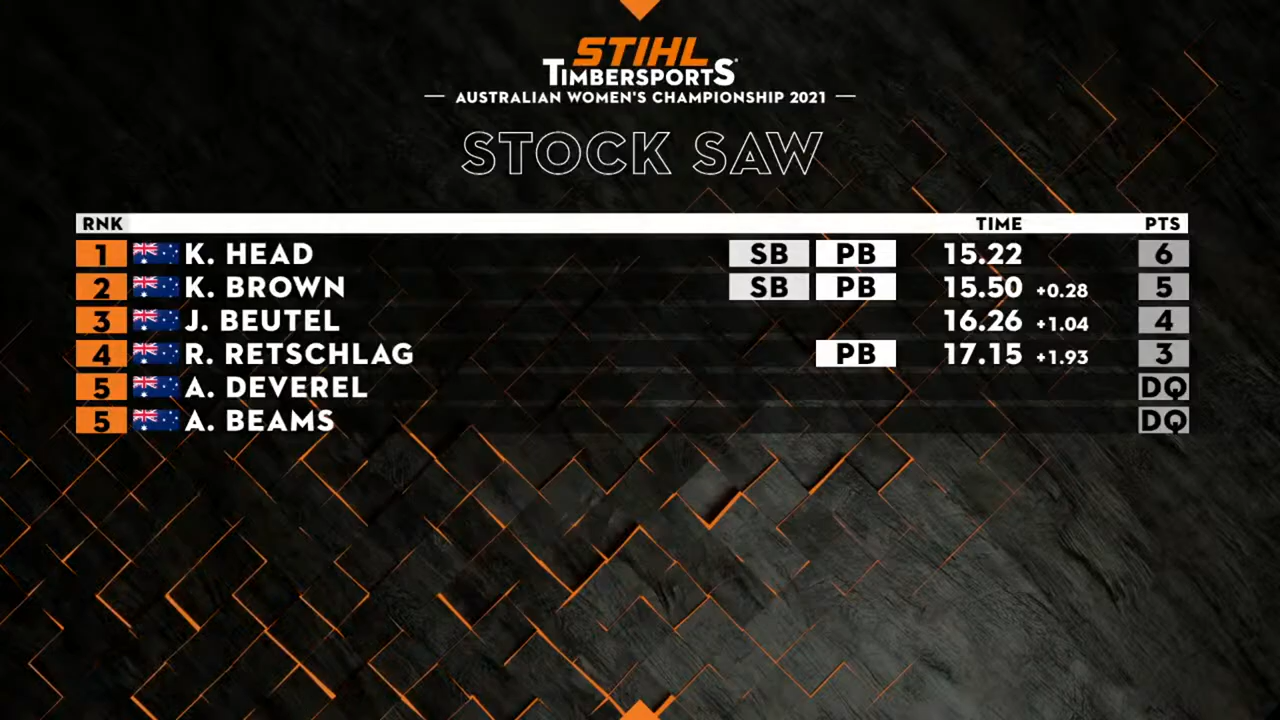 STIHL
TIMBERSPORTS
AUSTRALIAN WOMEN'S CHAMPIONSHIP 2021
STOCK SAW
RNK TIME PTS
1 K. HEAD SB PB 15.22 6
2 K. BROWN SB PB 15.50 +0.28 5
3 J. BEUTEL 16.26 +1.04 4
4 R. RETSCHLAG PB 17.15 +1.93 3
5 A. DEVEREL DQ
5 A. BEAMS DQ